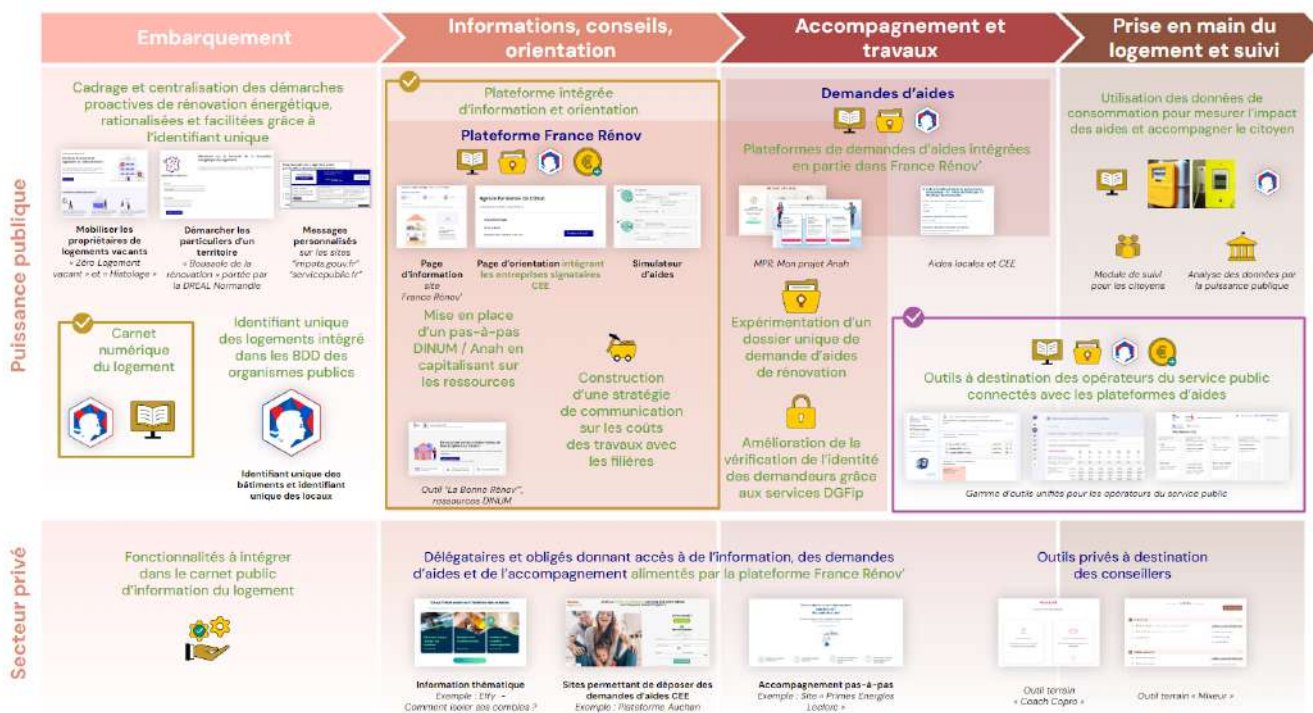 Embarquement
Informations, conseils,
orientation
Accompagnement et
travaux
Prise en main du
logement et suivi
Puissance publique
Cadrage et centralisation des démarches
proactives de rénovation énergétique,
rationalisées et facilitées grâce à
l'identifiant unique
Mobiliser les
propriétaires de
logements vacants
« Zéro Logement
vacant » et « Histologe »
Démarcher les
particuliers d'un
territoire
« Boussole de la
rénovation » portée par
la DREAL Normandie
Messages
personnalisés
sur les sites
"impots.gouv.fr"
"servicepublic.fr"
Carnet
numérique
du logement
Identifiant unique
des logements intégré
dans les BDD des
organismes publics
Identifiant unique des
bâtiments et identifiant
unique des locaux
Plateforme intégrée
d'information et orientation
Plateforme France Rénov
Page
d'information
site
France Rénov'
Page d'orientation intégrant
les entreprises signataires
CEE
Simulateur
d'aides
Mise en place
d'un pas-à-pas
DINUM / Anah en
capitalisant sur
les ressources
Outil "La Bonne Rénov'",
ressources DINUM
Construction
d'une stratégie
de communication
sur les coûts
des travaux avec
les filières
Demandes d'aides
Plateformes de demandes d'aides intégrées
en partie dans France Rénov'
MPR, Mon projet Anah
Aides locales et CEE
Expérimentation d'un
dossier unique de
demande d'aides
de rénovation
Amélioration de la
vérification de l'identité
des demandeurs grâce
aux services DGFip
Utilisation des données de
consommation pour mesurer l'impact
des aides et accompagner le citoyen
Module de suivi
pour les citoyens
Analyse des données par
la puissance publique
Outils à destination des opérateurs du service public
connectés avec les plateformes d'aides
Gamme d'outils unifiés pour les opérateurs du service public
Secteur privé
Fonctionnalités à intégrer
dans le carnet public
d'information du logement
Délégataires et obligés donnant accès à de l'information, des demandes
d'aides et de l'accompagnement alimentés par la plateforme France Rénov'
Information thématique
Exemple : Effy –
Comment isoler ses combles ?
Sites permettant de déposer des
demandes d'aides CEE
Exemple : Plateforme Auchan
Accompagnement pas-à-pas
Exemple : Site « Primes Energies
Leclerc »
Outils privés à destination
des conseillers
Outil terrain
« Coach Copro »
Outil terrain « Mixeur »